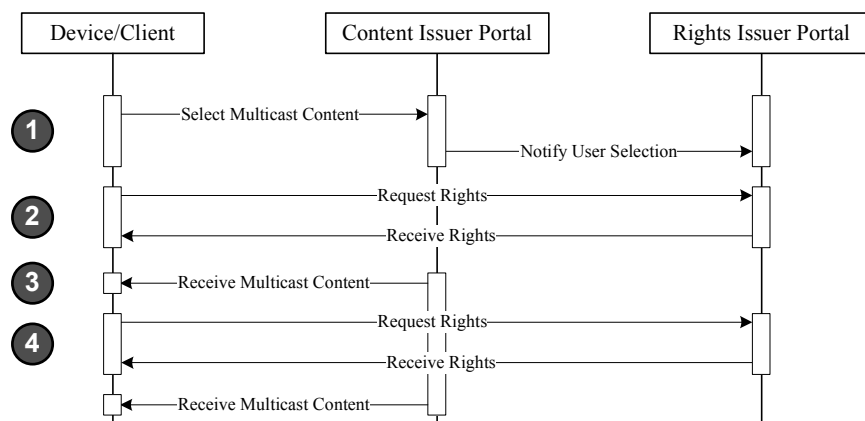 Device/Client
Content Issuer Portal
Rights Issuer Portal
1
Select Multicast Content
Notify User Selection
2
Request Rights
Receive Rights
3
Receive Multicast Content
4
Request Rights
Receive Rights
Receive Multicast Content